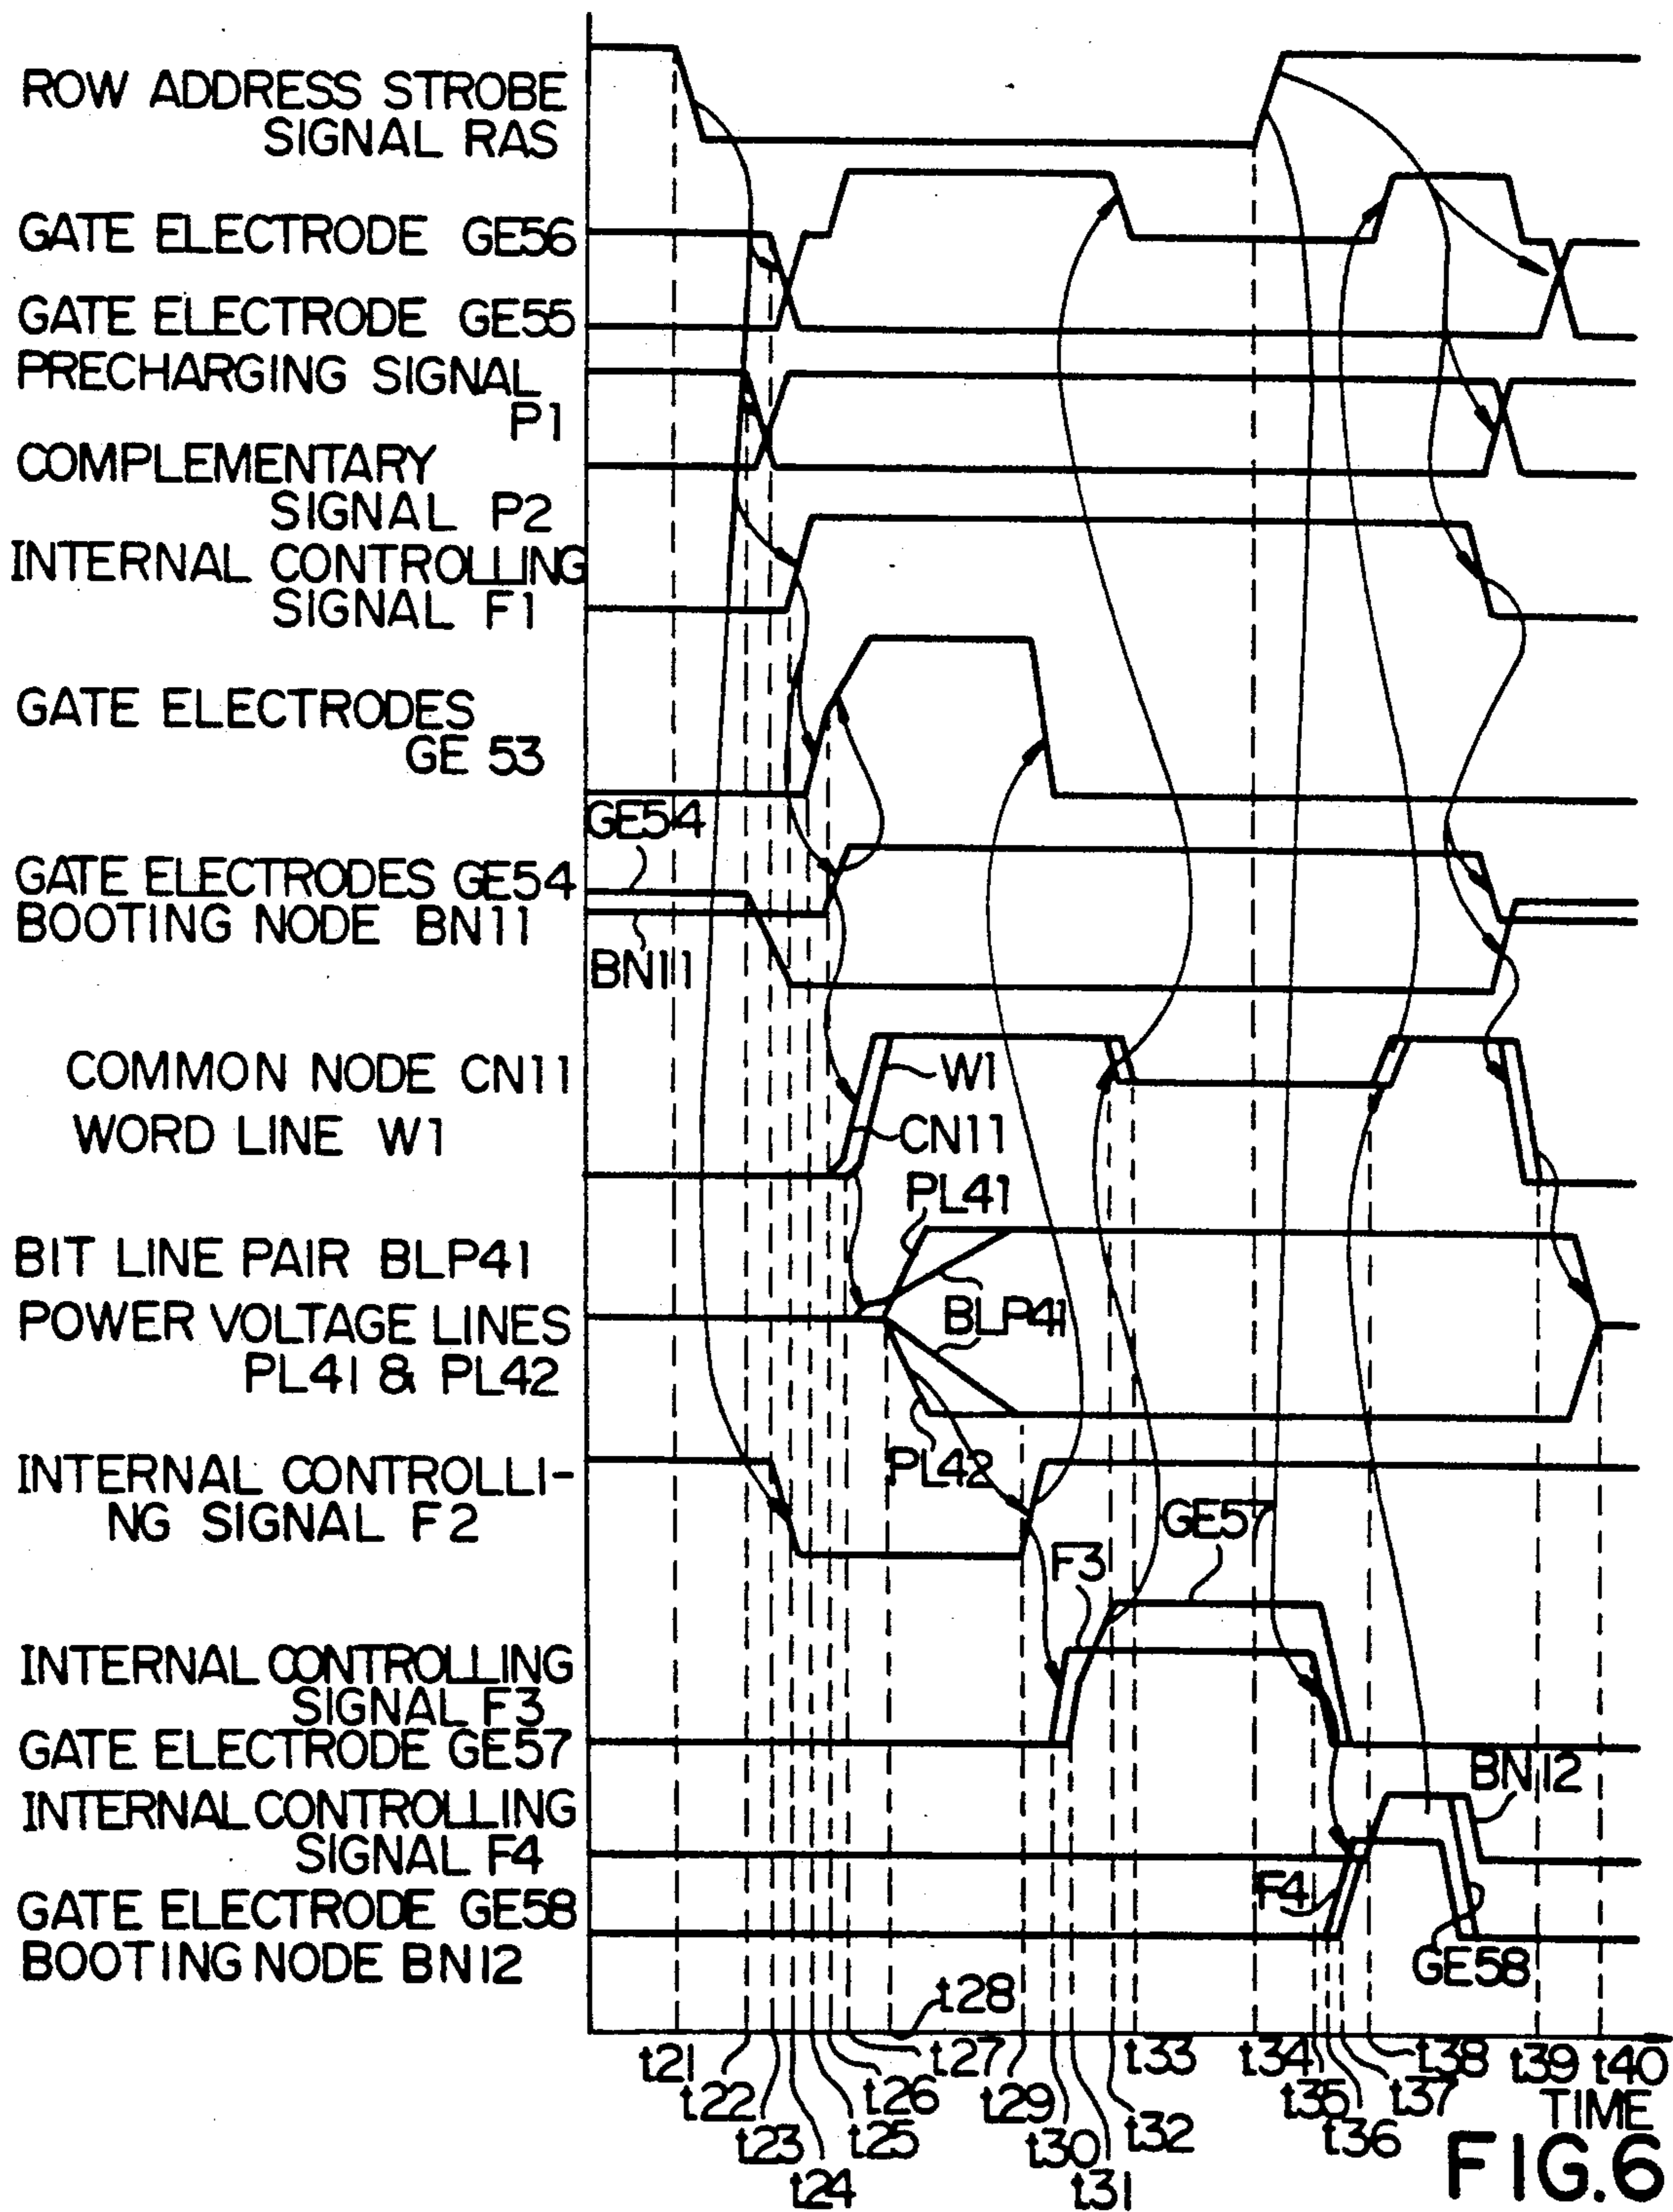 ROW ADDRESS STROBE
SIGNAL RAS
GATE ELECTRODE GE56
GATE ELECTRODE GE55
PRECHARGING SIGNAL
P1
COMPLEMENTARY
SIGNAL P2
INTERNAL CONTROLLING
SIGNAL F1
GATE ELECTRODES
GE 53
GE54
GATE ELECTRODES GE54
BOOTING NODE BN11
BN11
COMMON NODE CN11
W1
WORD LINE W1
CN11
PL41
BIT LINE PAIR BLP41
BLP41
POWER VOLTAGE LINES
PL41 & PL42
PL42
INTERNAL CONTROLLI-
NG SIGNAL F2
GE57
F3
INTERNAL CONTROLLING
SIGNAL F3
GATE ELECTRODE GE57
BN12
INTERNAL CONTROLLING
SIGNAL F4
F4
GATE ELECTRODE GE58
GE58
BOOTING NODE BN12
t28
t21 t27 t33 t34 t38 t39 t40
t22 t26 t29 t35 t37
TIME
t23 t25 t30 t32 t36
t24 t31
FIG.6